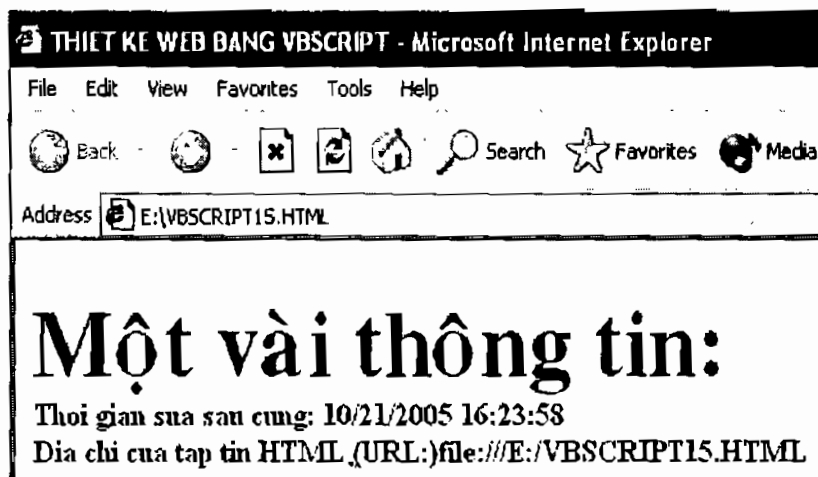 THIET KE WEB BANG VBSCRIPT - Microsoft Internet Explorer
File Edit View Favorites Tools Help
Back - - Search Favorites Media
Address E:\VBSCRIPT15.HTML
Một vài thông tin:
Thoi gian sua sau cung: 10/21/2005 16:23:58
Dia chi cua tap tin HTML (URL:)file:///E:/VBSCRIPT15.HTML